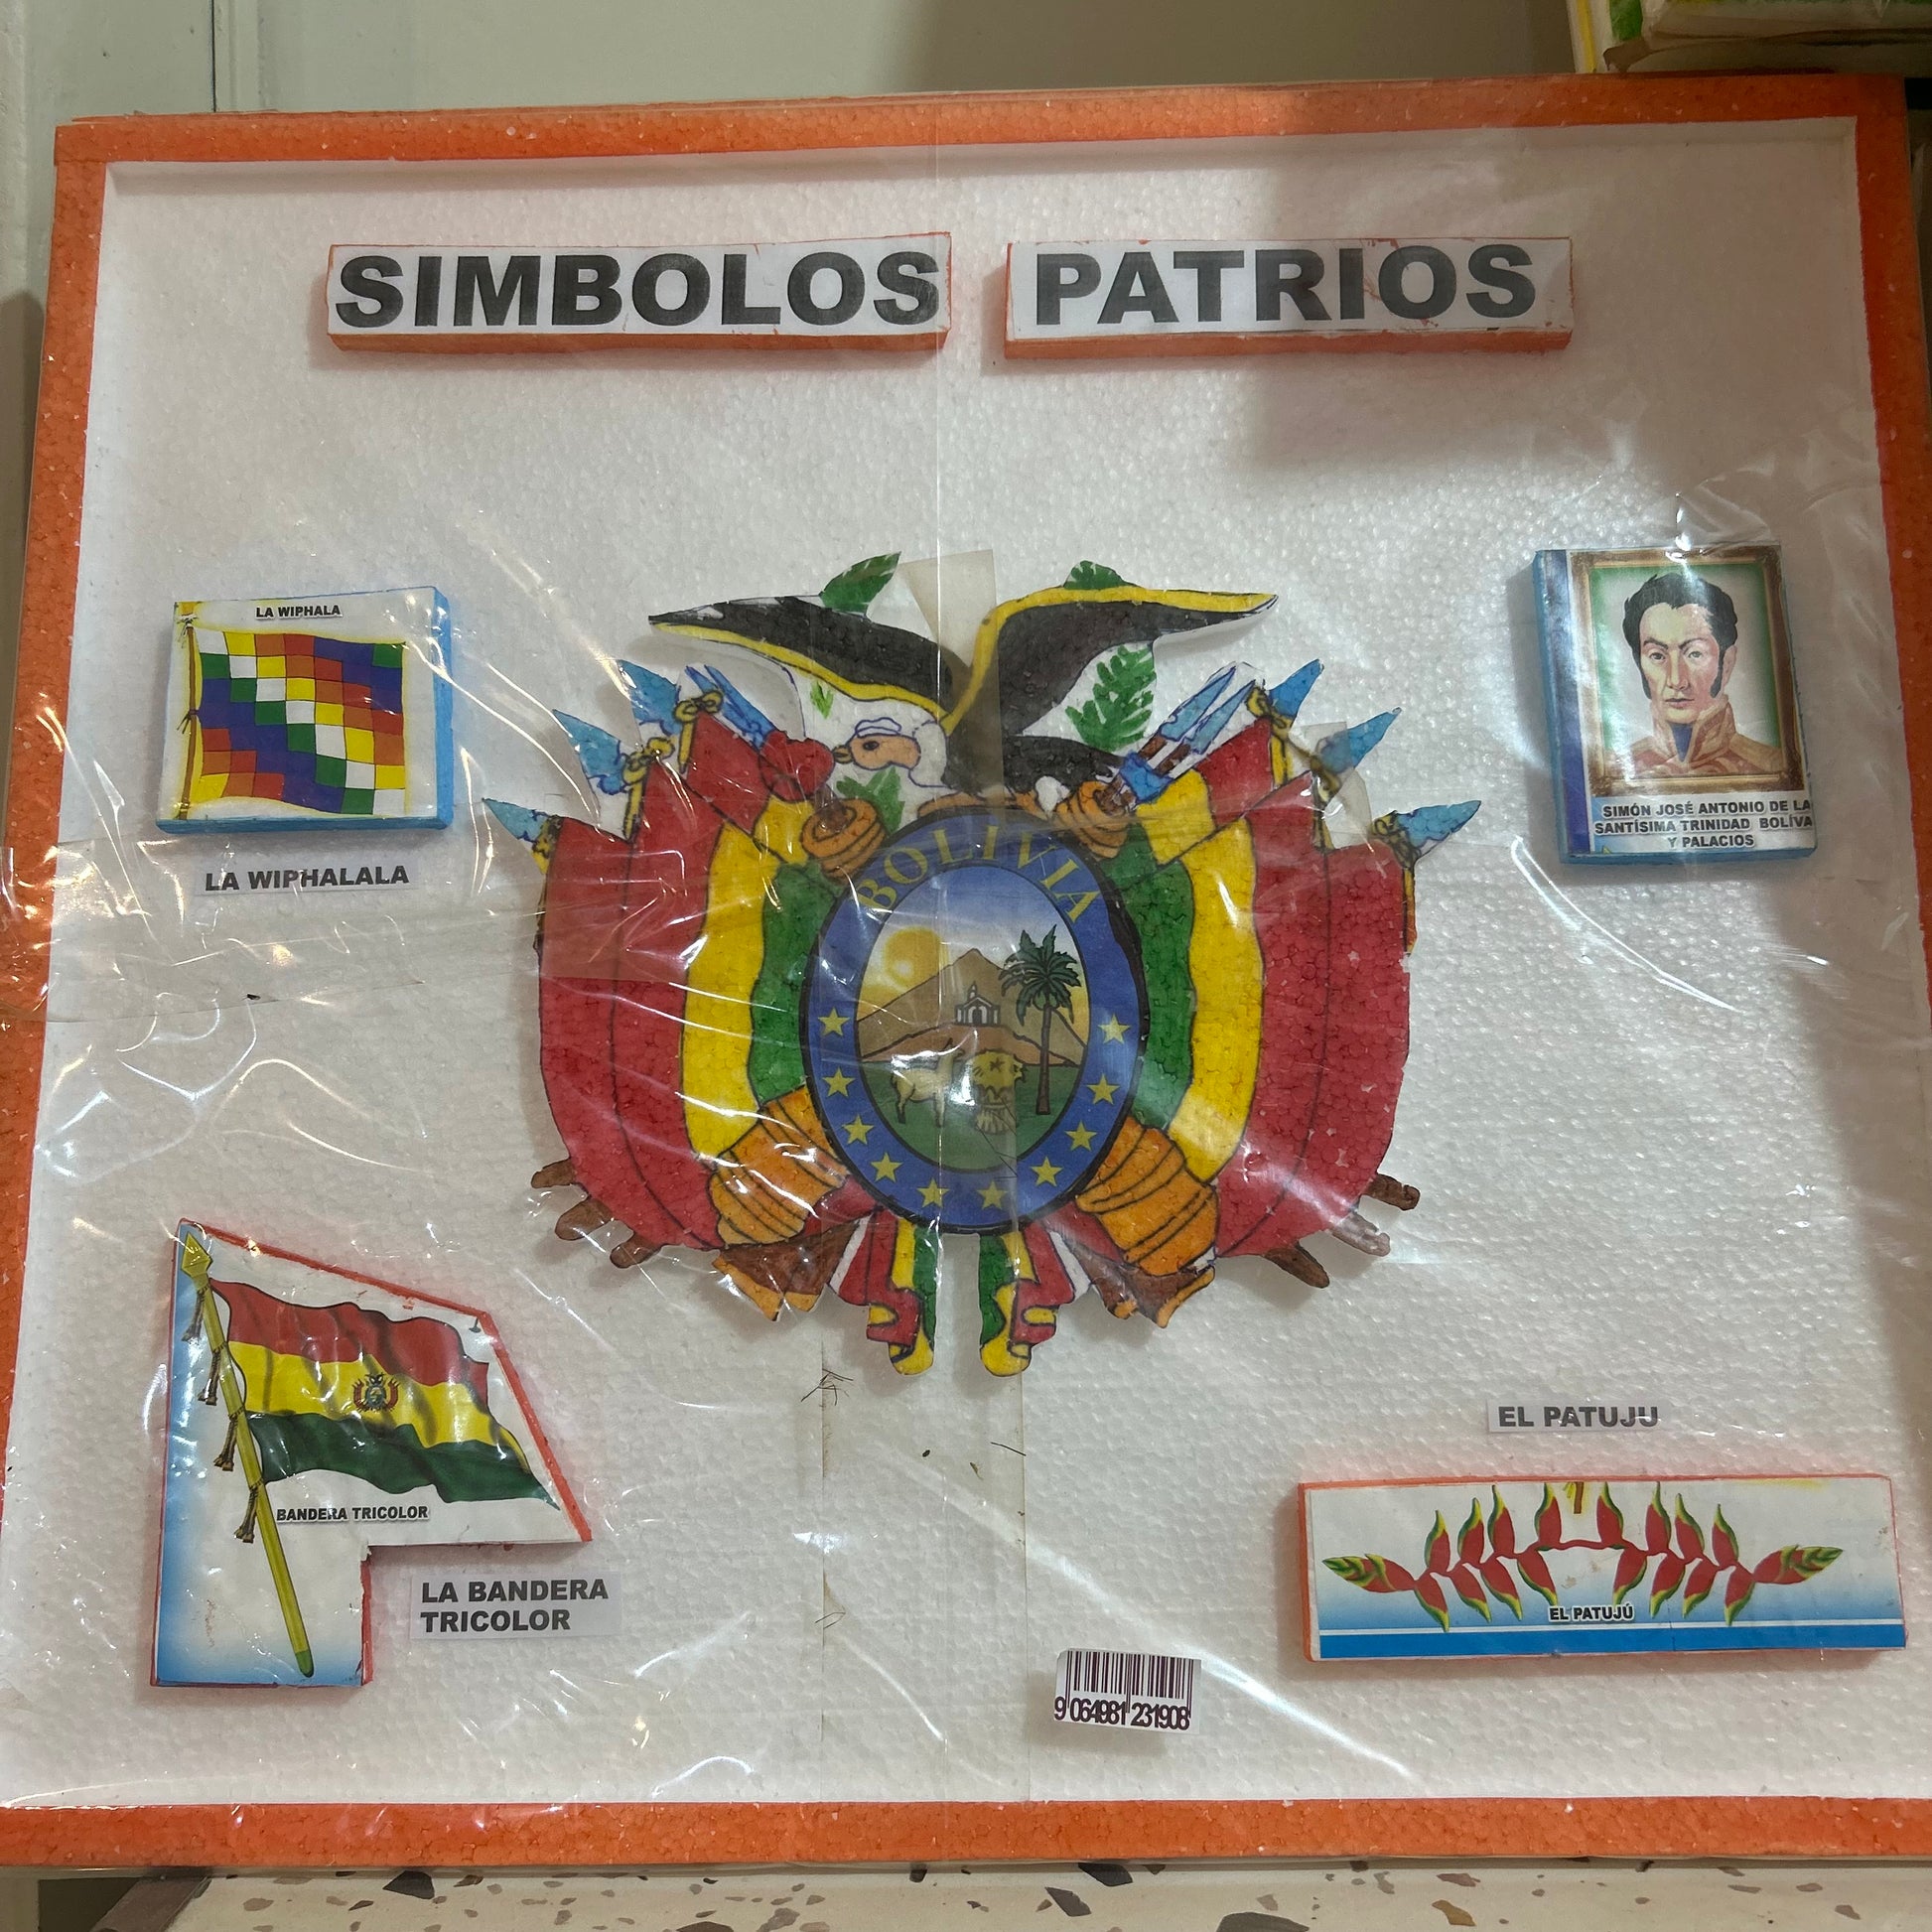 SIMBOLOS PATRIOS
LA WIPHALA
LA WIPHALALA
SIMÓN JOSÉ ANTONIO DE LA
SANTÍSIMA TRINIDAD BOLÍVA
Y PALACIOS
BOLIVIA
BANDERA TRICOLOR
LA BANDERA
TRICOLOR
EL PATUJU
EL PATUJÚ
9 064981 231908